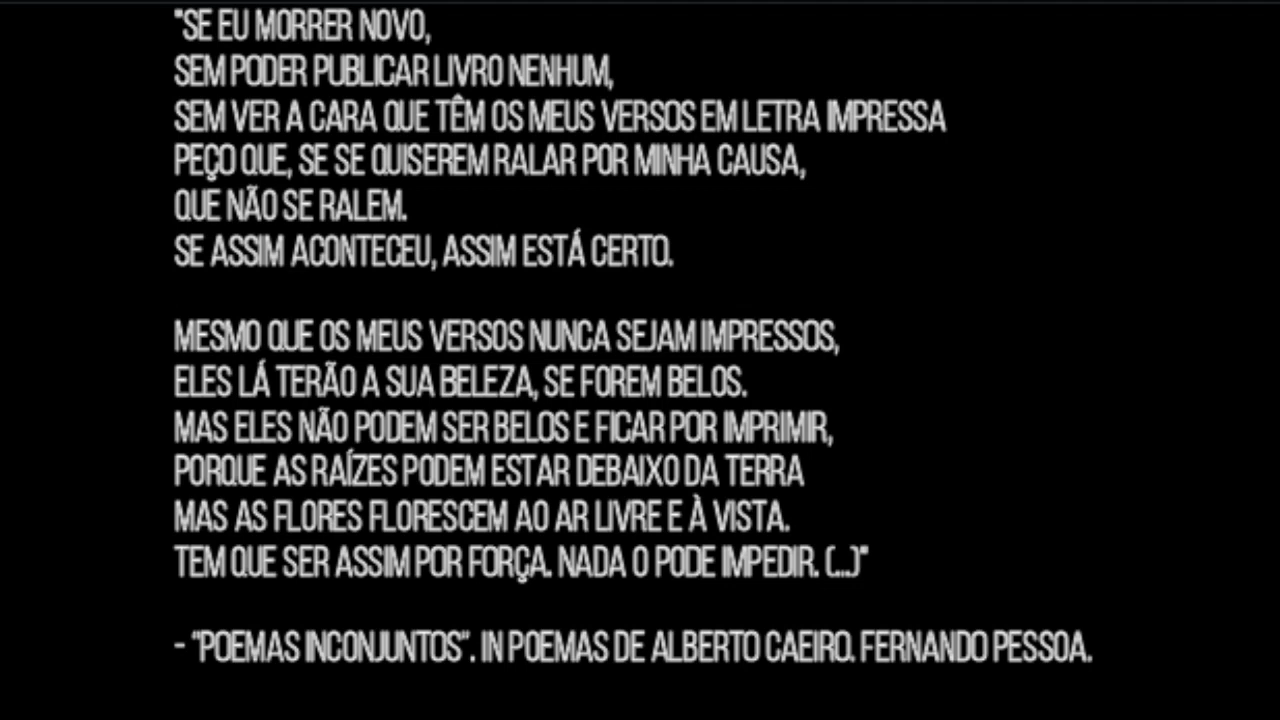 "SE EU MORRER NOVO,
SEM PODER PUBLICAR LIVRO NENHUM,
SEM VER A CARA QUE TÊM OS MEUS VERSOS EM LETRA IMPRESSA
PEÇO QUE, SE SE QUISEREM RALAR POR MINHA CAUSA,
QUE NÃO SE RALEM.
SE ASSIM ACONTECEU, ASSIM ESTÁ CERTO.
MESMO QUE OS MEUS VERSOS NUNCA SEJAM IMPRESSOS,
ELES LÁ TERÃO A SUA BELEZA, SE FOREM BELOS.
MAS ELES NÃO PODEM SER BELOS E FICAR POR IMPRIMIR,
PORQUE AS RAÍZES PODEM ESTAR DEBAIXO DA TERRA
MAS AS FLORES FLORESCEM AO AR LIVRE E À VISTA.
TEM QUE SER ASSIM POR FORÇA. NADA O PODE IMPEDIR. (...)"
- "POEMAS INCONJUNTOS". IN POEMAS DE ALBERTO CAEIRO. FERNANDO PESSOA.